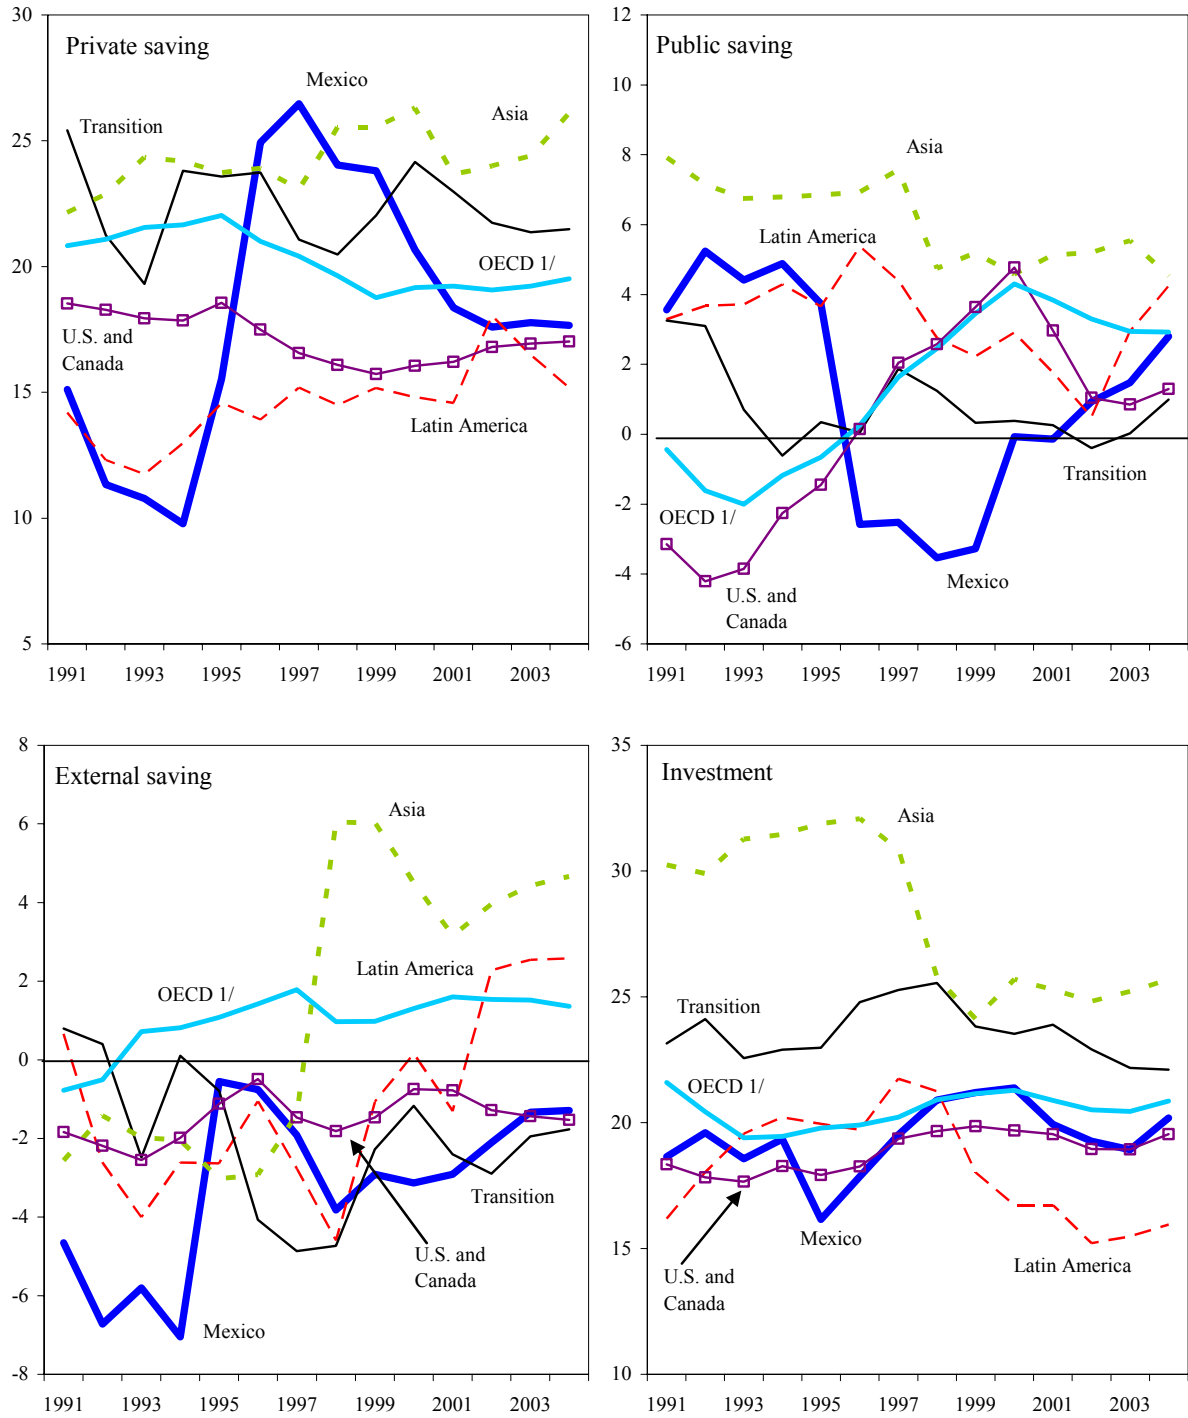 Private saving
30
25
20
15
10
5
Mexico
Asia
Transition
OECD 1/
U.S. and
Canada
Latin America
1991 1993 1995 1997 1999 2001 2003
Public saving
12
10
8
6
4
2
0
-2
-4
-6
Asia
Latin America
Transition
OECD 1/
Mexico
U.S. and
Canada
1991 1993 1995 1997 1999 2001 2003
External saving
8
6
4
2
0
-2
-4
-6
-8
Asia
Latin America
OECD 1/
Transition
U.S. and
Canada
Mexico
1991 1993 1995 1997 1999 2001 2003
Investment
35
30
25
20
15
10
Asia
Transition
OECD 1/
Mexico
U.S. and
Canada
Latin America
1991 1993 1995 1997 1999 2001 2003